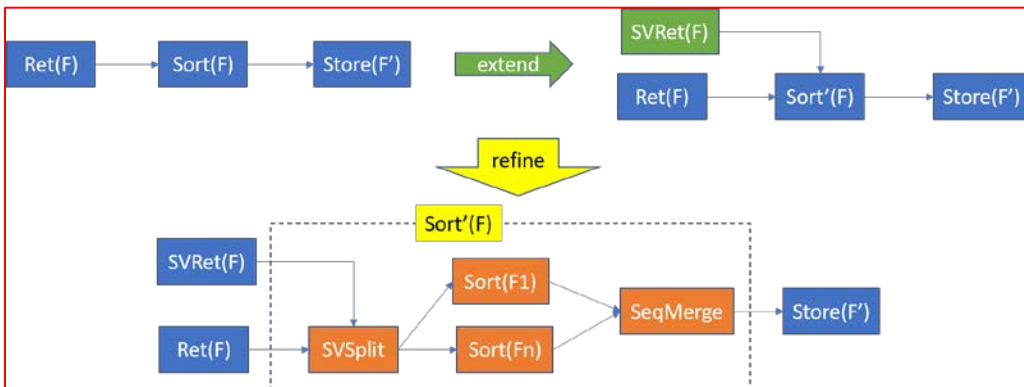 SVRet(F)
Ret(F)
Sort(F)
Store(F')
extend
Ret(F)
Sort'(F)
Store(F')
refine
Sort'(F)
SVRet(F)
Sort(F1)
SeqMerge
Store(F')
Ret(F)
SVSplit
Sort(Fn)